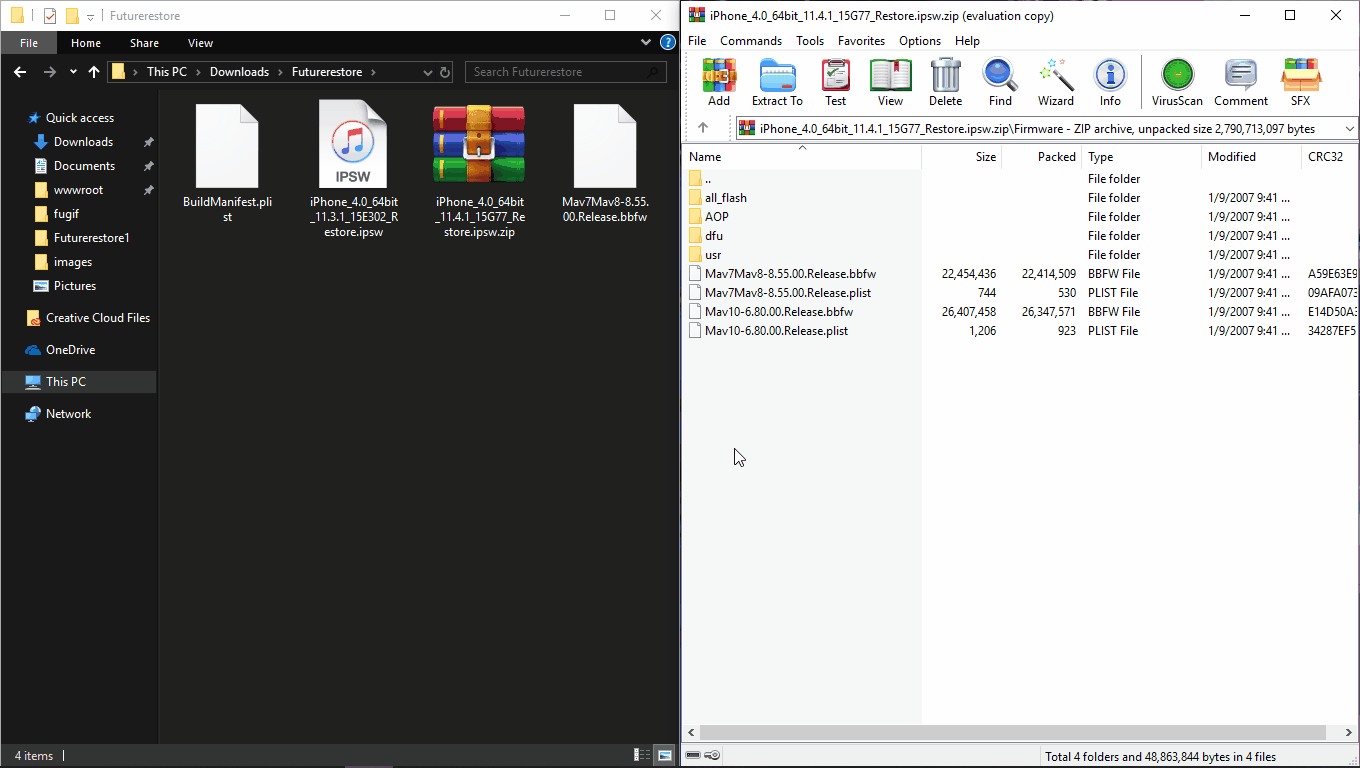 Futurerestore
File Home Share View
This PC Downloads Futurerestore
Search Futurerestore
Quick access
Downloads
Documents
wwwroot
fugif
Futurerestore1
images
Pictures
Creative Cloud Files
OneDrive
This PC
Network
BuildManifest.pli
st
IPSW
iPhone_4.0_64bit
_11.3.1_15E302_R
estore.ipsw
iPhone_4.0_64bit
_11.4.1_15G77_Re
store.ipsw.zip
Mav7Mav8-8.55.
00.Release.bbfw
4 items
iPhone_4.0_64bit_11.4.1_15G77_Restore.ipsw.zip (evaluation copy)
File Commands Tools Favorites Options Help
Add Extract To Test View Delete Find Wizard Info VirusScan Comment SFX
iPhone_4.0_64bit_11.4.1_15G77_Restore.ipsw.zip\Firmware - ZIP archive, unpacked size 2,790,713,097 bytes
Name Size Packed Type Modified CRC32
.. File folder
all_flash File folder 1/9/2007 9:41 ...
AOP File folder 1/9/2007 9:41 ...
dfu File folder 1/9/2007 9:41 ...
usr File folder 1/9/2007 9:41 ...
Mav7Mav8-8.55.00.Release.bbfw 22,454,436 22,414,509 BBFW File 1/9/2007 9:41 ... A59E63E9
Mav7Mav8-8.55.00.Release.plist 744 530 PLIST File 1/9/2007 9:41 ... 09AFA073
Mav10-6.80.00.Release.bbfw 26,407,458 26,347,571 BBFW File 1/9/2007 9:41 ... E14D50A3
Mav10-6.80.00.Release.plist 1,206 923 PLIST File 1/9/2007 9:41 ... 34287EF5
Total 4 folders and 48,863,844 bytes in 4 files